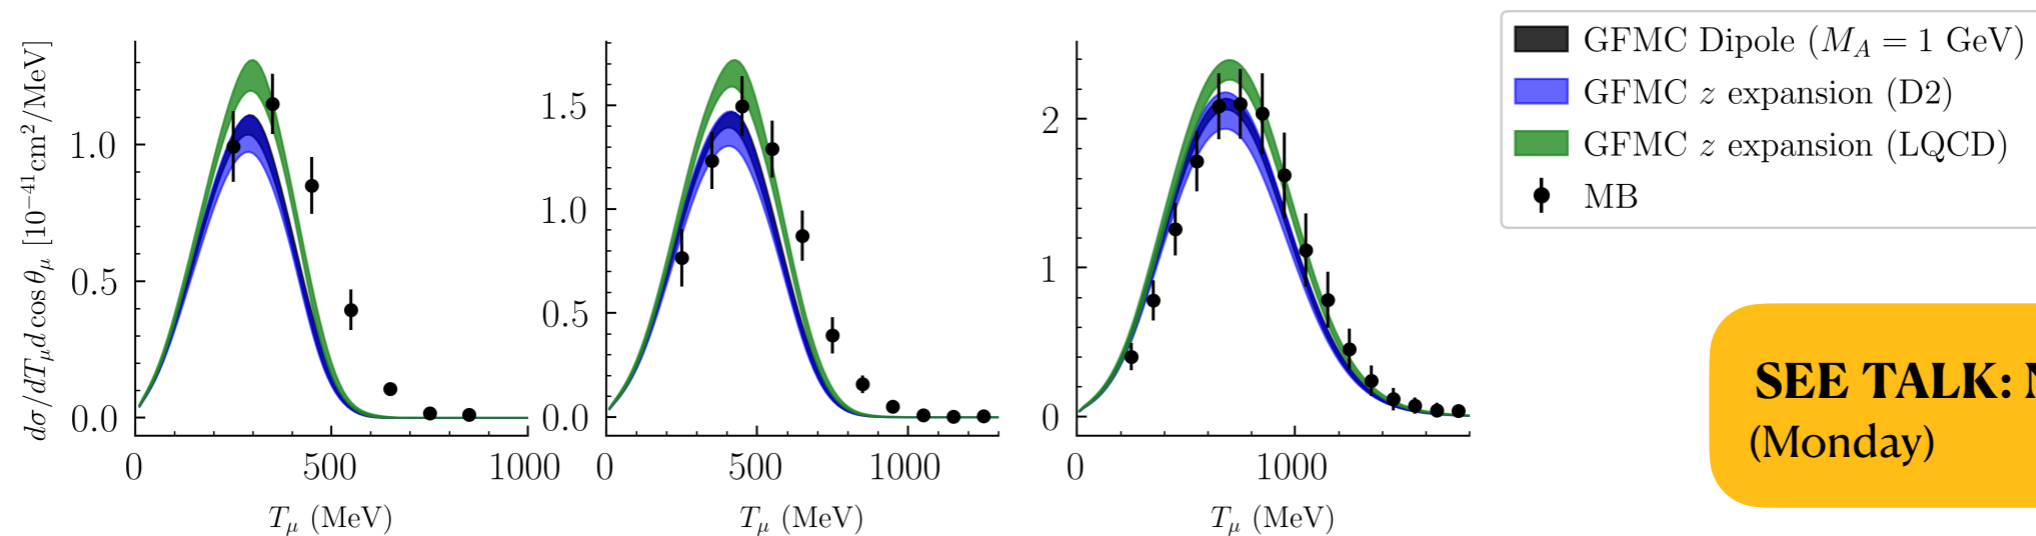 dσ/dT_μ d cos θ_μ [10⁻⁴¹cm²/MeV]
1.0
0.5
0.0
0 500 1000
T_μ (MeV)
1.5
1.0
0.5
0.0
0 500 1000
T_μ (MeV)
2
1
0
0 1000
T_μ (MeV)
GFMC Dipole (M_A = 1 GeV)
GFMC z expansion (D2)
GFMC z expansion (LQCD)
MB
SEE TALK:
(Monday)